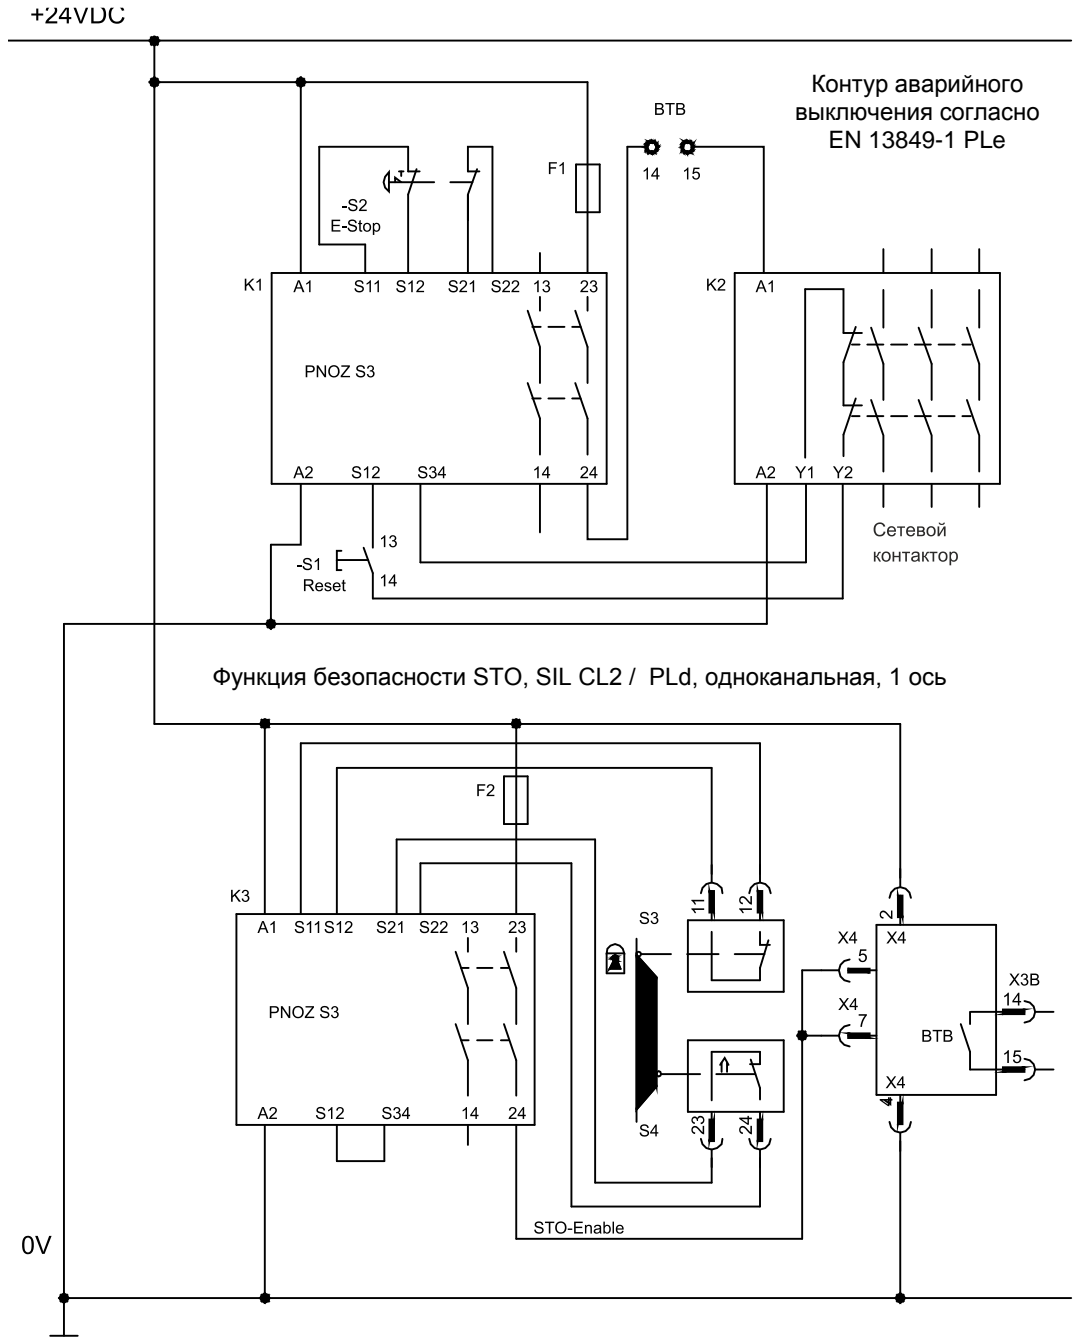 +24VDC
Контур аварийного
выключения согласно
EN 13849-1 PLe
BTB
14 15
F1
-S2
E-Stop
K1
A1 S11 S12 S21 S22 13 23
PNOZ S3
A2 S12 S34 14 24
K2
A1
A2 Y1 Y2
Сетевой
контактор
13
-S1
Reset
14
Функция безопасности STO, SIL CL2 / PLd, одноканальная, 1 ось
F2
K3
A1 S11 S12 S21 S22 13 23
PNOZ S3
A2 S12 S34 14 24
S3
11 12
S4
23 24
2
X4
X4
5
X4
7
BTB
X3B
14
15
X4
4
STO-Enable
0V